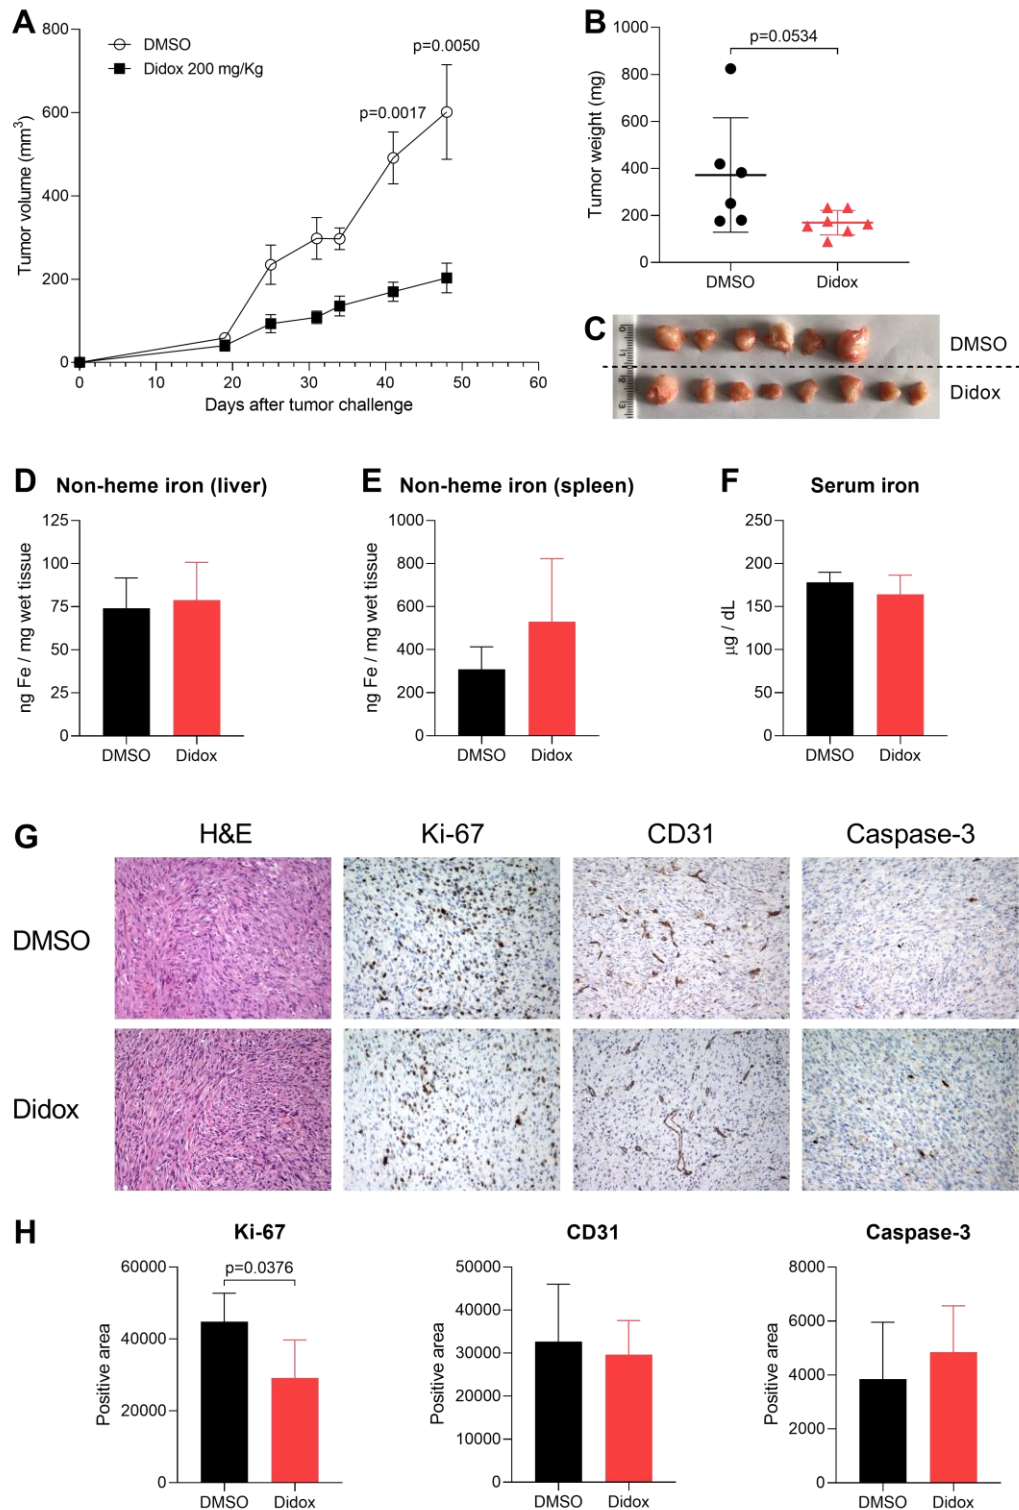 A
800
600
400
200
0
Tumor volume (mm³)
DMSO
Didox 200 mg/Kg
p=0.0017
p=0.0050
0 10 20 30 40 50 60
Days after tumor challenge
B
1000
800
600
400
200
0
Tumor weight (mg)
p=0.0534
DMSO Didox
C
0 1 2 3
DMSO
Didox
D Non-heme iron (liver)
125
100
75
50
25
0
ng Fe / mg wet tissue
DMSO Didox
E Non-heme iron (spleen)
1000
800
600
400
200
0
ng Fe / mg wet tissue
DMSO Didox
F Serum iron
250
200
150
100
50
0
µg / dL
DMSO Didox
G
H&E Ki-67 CD31 Caspase-3
DMSO
Didox
H
Ki-67
60000
40000
20000
0
Positive area
p=0.0376
DMSO Didox
CD31
50000
40000
30000
20000
10000
0
Positive area
DMSO Didox
Caspase-3
8000
6000
4000
2000
0
Positive area
DMSO Didox